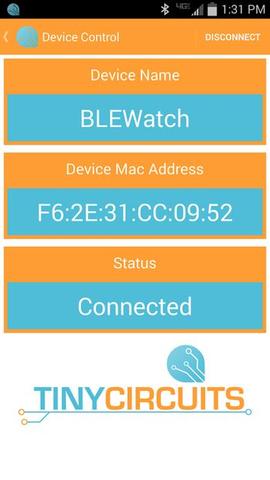 4G LTE 1:31 PM
Device Control DISCONNECT
Device Name
BLEWatch
Device Mac Address
F6:2E:31:CC:09:52
Status
Connected
TINYCIRCUITS